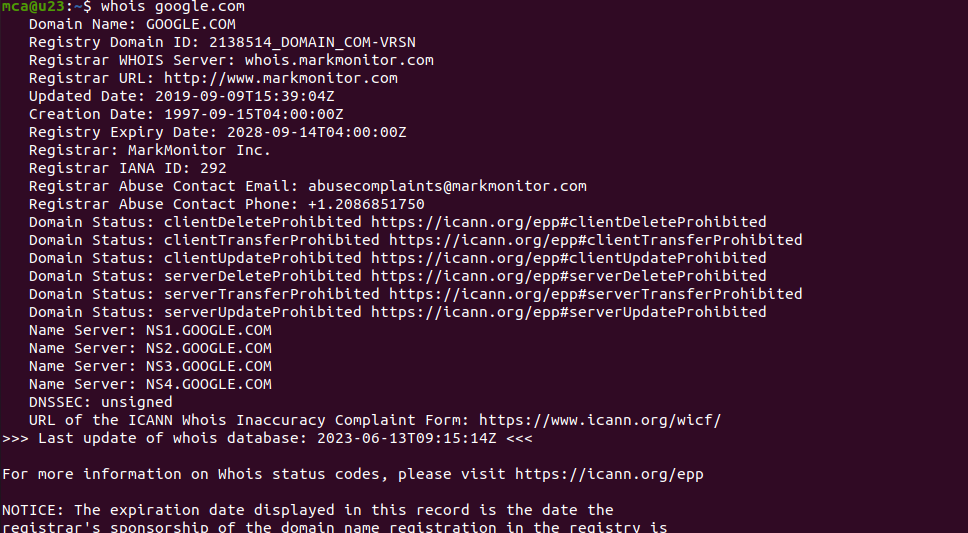 mca@u23:~$ whois google.com
Domain Name: GOOGLE.COM
Registry Domain ID: 2138514_DOMAIN_COM-VRSN
Registrar WHOIS Server: whois.markmonitor.com
Registrar URL: http://www.markmonitor.com
Updated Date: 2019-09-09T15:39:04Z
Creation Date: 1997-09-15T04:00:00Z
Registry Expiry Date: 2028-09-14T04:00:00Z
Registrar: MarkMonitor Inc.
Registrar IANA ID: 292
Registrar Abuse Contact Email: abusecomplaints@markmonitor.com
Registrar Abuse Contact Phone: +1.2086851750
Domain Status: clientDeleteProhibited https://icann.org/epp#clientDeleteProhibited
Domain Status: clientTransferProhibited https://icann.org/epp#clientTransferProhibited
Domain Status: clientUpdateProhibited https://icann.org/epp#clientUpdateProhibited
Domain Status: serverDeleteProhibited https://icann.org/epp#serverDeleteProhibited
Domain Status: serverTransferProhibited https://icann.org/epp#serverTransferProhibited
Domain Status: serverUpdateProhibited https://icann.org/epp#serverUpdateProhibited
Name Server: NS1.GOOGLE.COM
Name Server: NS2.GOOGLE.COM
Name Server: NS3.GOOGLE.COM
Name Server: NS4.GOOGLE.COM
DNSSEC: unsigned
URL of the ICANN Whois Inaccuracy Complaint Form: https://www.icann.org/wicf/
>>> Last update of whois database: 2023-06-13T09:15:14Z <<<
For more information on Whois status codes, please visit https://icann.org/epp
NOTICE: The expiration date displayed in this record is the date the
registrar's sponsorship of the domain name registration in the registry is